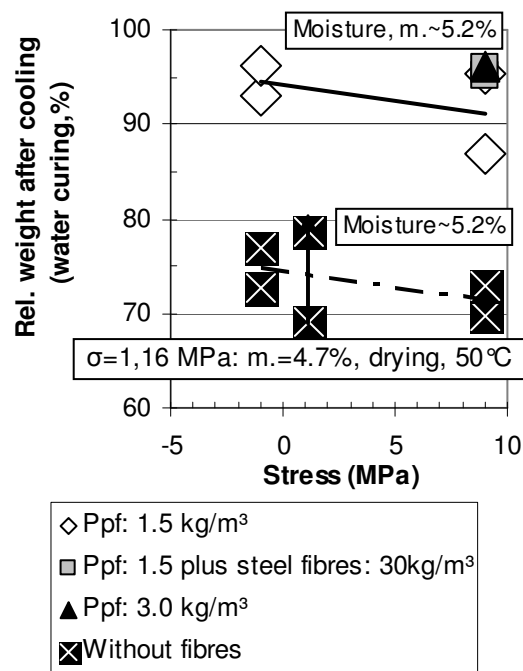 Rel. weight after cooling
(water curing,%)
100
90
80
70
60
-5
0
5
10
Stress (MPa)
Moisture, m.~5.2%
Moisture~5.2%
σ=1,16 MPa: m.=4.7%, drying, 50°C
Ppf: 1.5 kg/m³
Ppf: 1.5 plus steel fibres: 30kg/m³
Ppf: 3.0 kg/m³
Without fibres